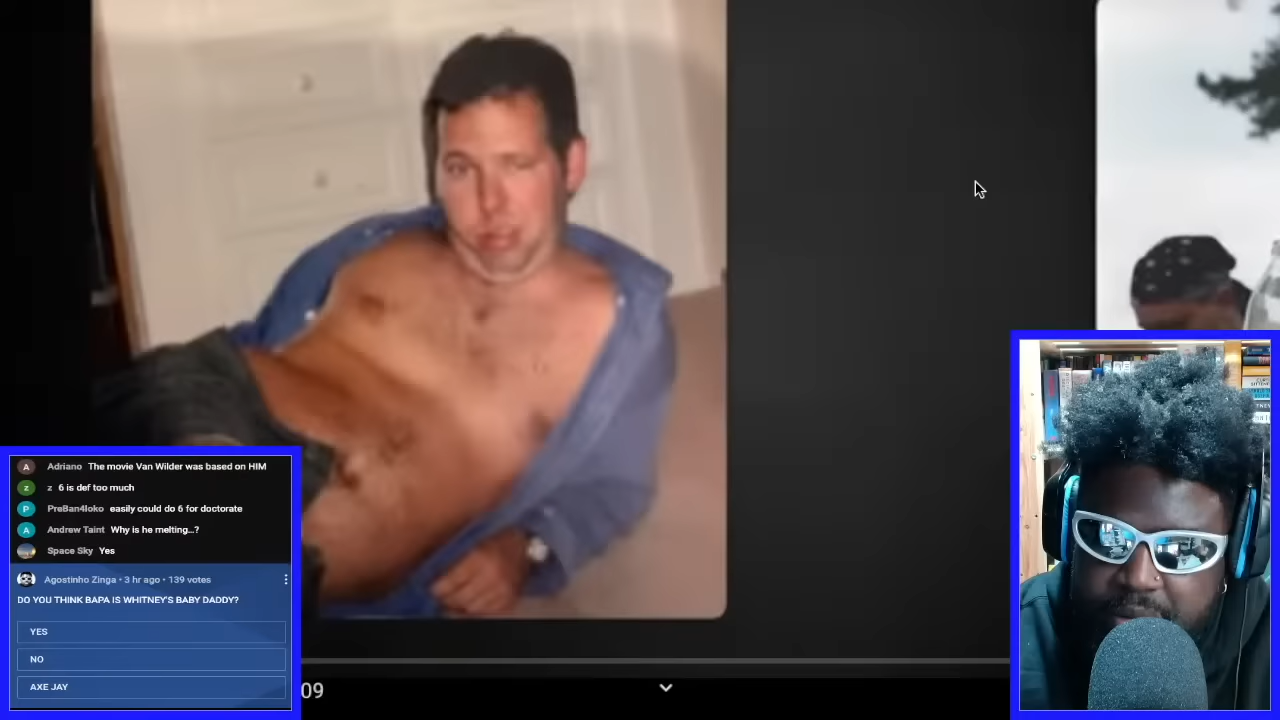 Adriano The movie Van Wilder was based on HIM
z 6 is def too much
PreBan4loko easily could do 6 for doctorate
Andrew Taint Why is he melting...?
Space Sky Yes
Agostinho Zinga • 3 hr ago • 139 votes
DO YOU THINK BAPA IS WHITNEY'S BABY DADDY?
YES
NO
AXE JAY
09